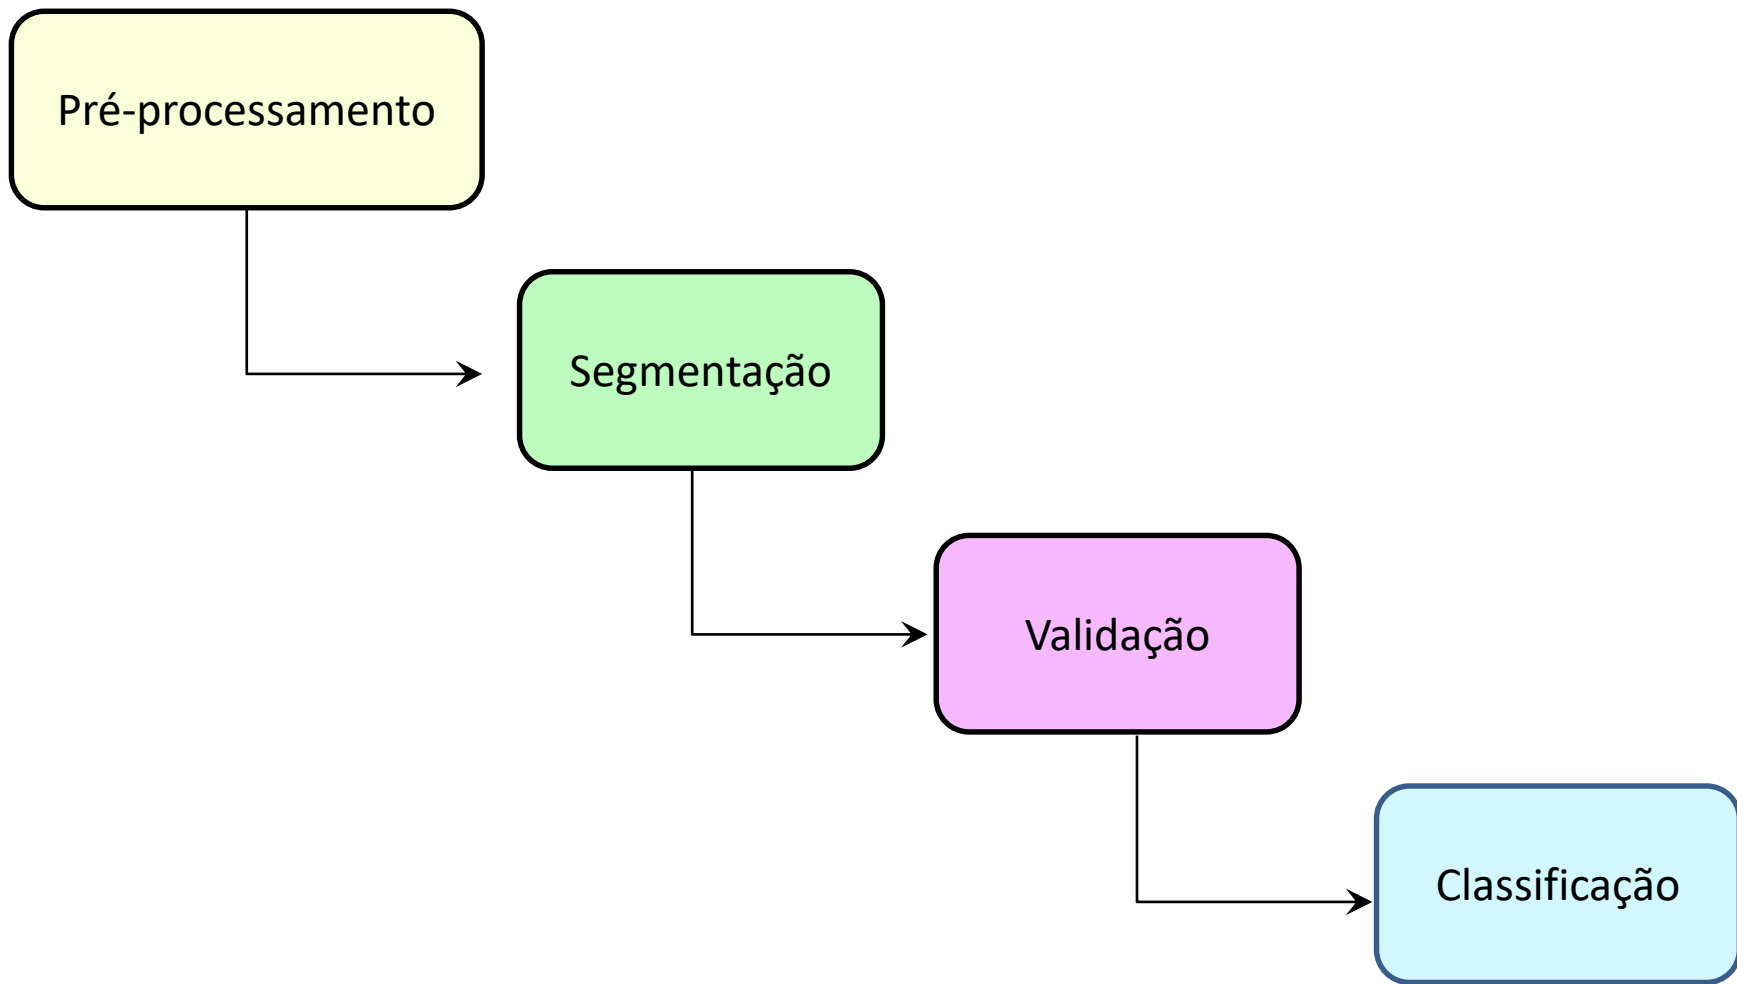 Pré-processamento
Segmentação
Validação
Classificação